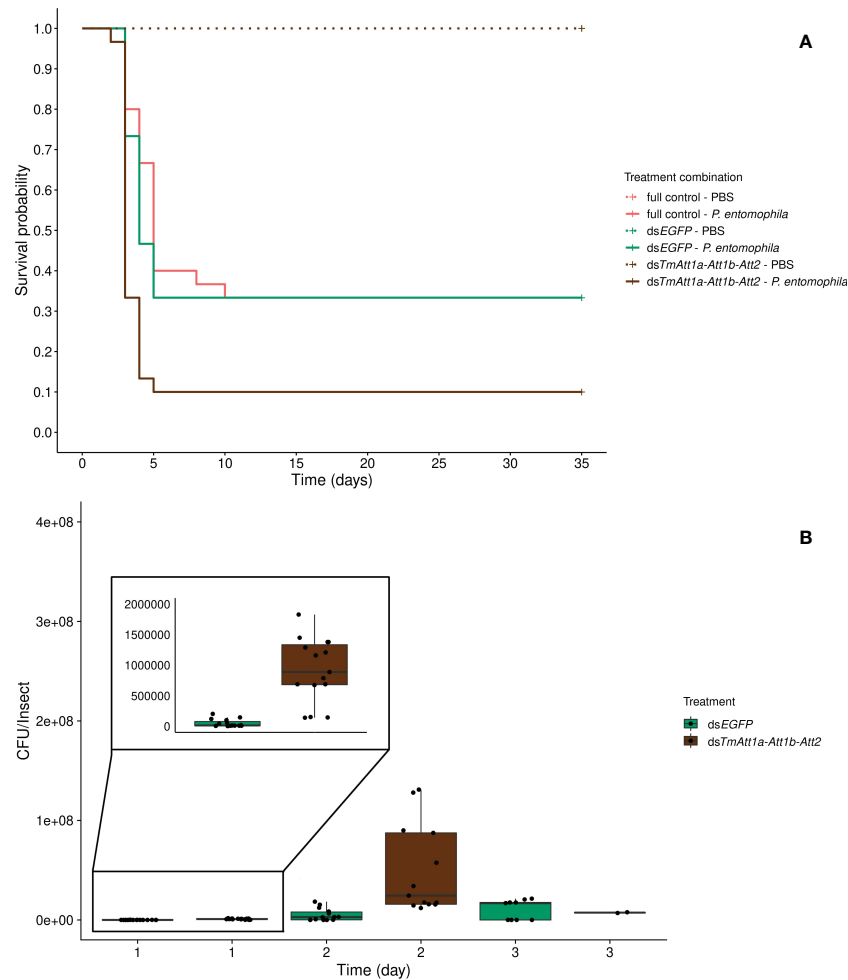 A
1.0
0.9
0.8
0.7
0.6
0.5
0.4
0.3
0.2
0.1
0.0
Survival probability
0 5 10 15 20 25 30 35
Time (days)
Treatment combination
full control - PBS
full control - P. entomophila
dsEGFP - PBS
dsEGFP - P. entomophila
dsTmAtt1a-Att1b-Att2 - PBS
dsTmAtt1a-Att1b-Att2 - P. entomophila
B
4e+08
3e+08
2e+08
1e+08
0e+00
CFU/Insect
2000000
1500000
1000000
500000
0
1 1 2 2 3 3
Time (day)
Treatment
dsEGFP
dsTmAtt1a-Att1b-Att2